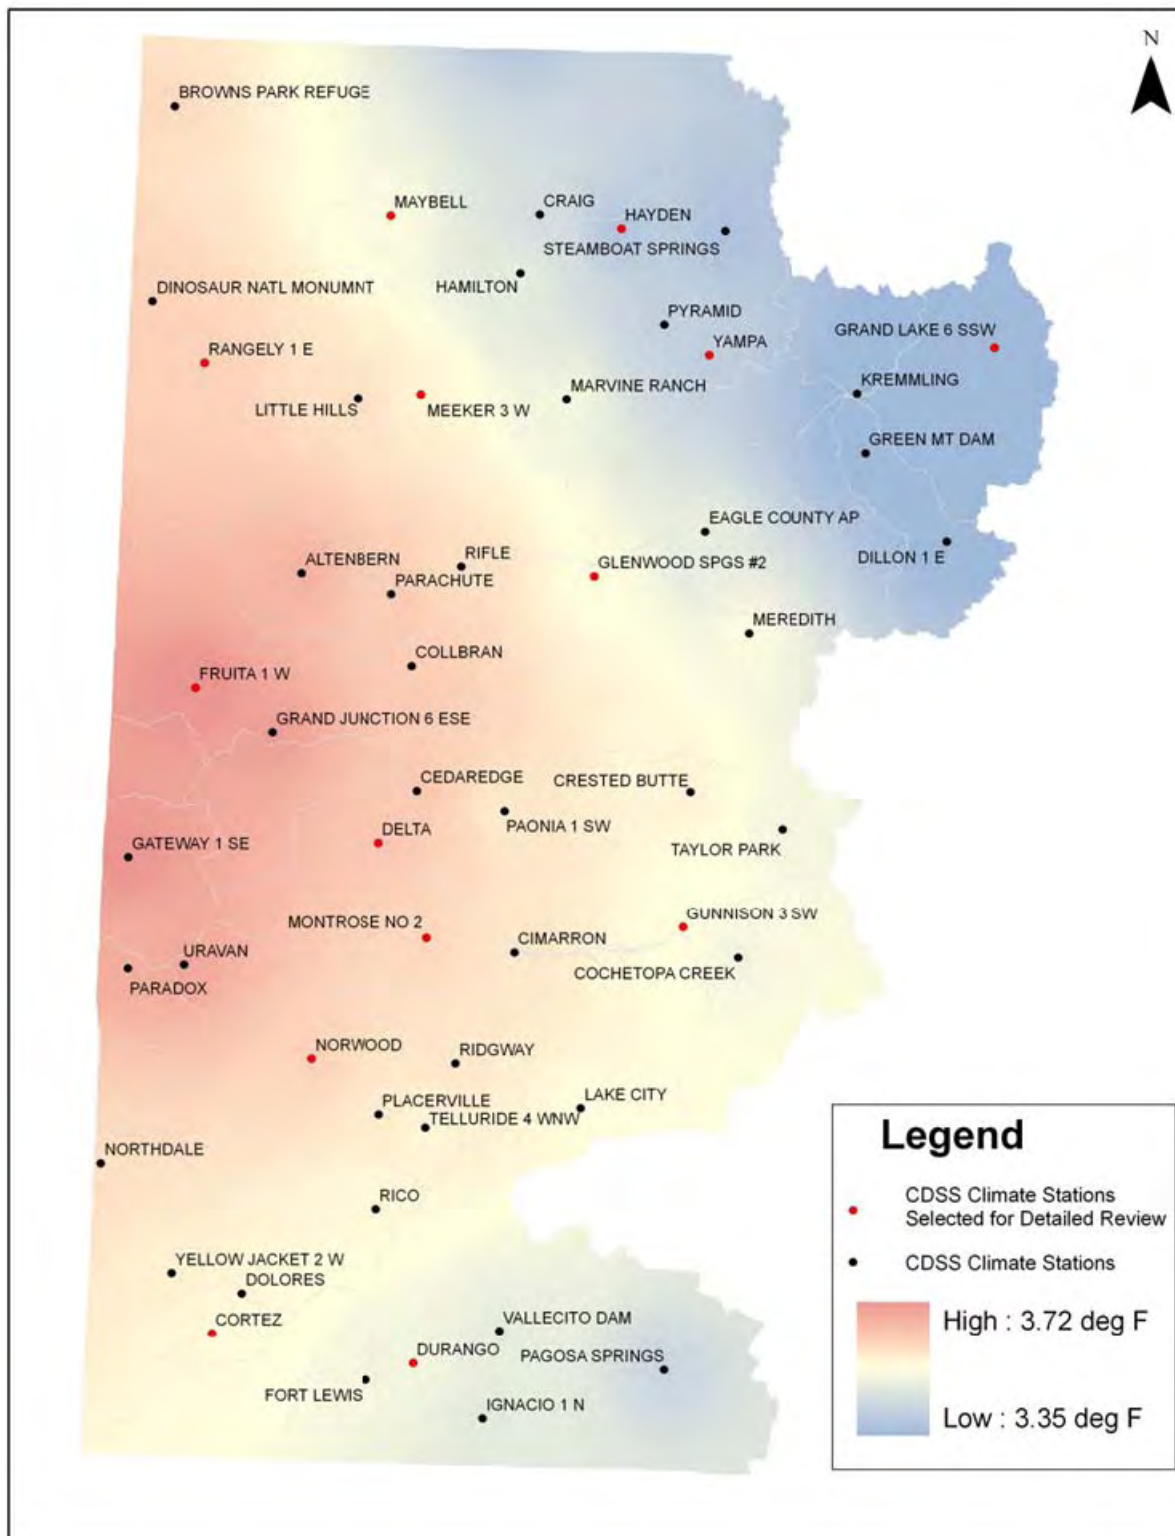 N
BROWNS PARK REFUGE
MAYBELL
CRAIG
HAYDEN
STEAMBOAT SPRINGS
HAMILTON
DINOSAUR NATL MONUMNT
PYRAMID
GRAND LAKE 6 SSW
YAMPA
RANGELY 1 E
KREMMLING
MARVINE RANCH
LITTLE HILLS
MEEKER 3 W
GREEN MT DAM
EAGLE COUNTY AP
RIFLE
DILLON 1 E
ALTENBERN
GLENWOOD SPGS #2
PARACHUTE
MEREDITH
COLLBRAN
FRUITA 1 W
GRAND JUNCTION 6 ESE
CEDAREDGE
CRESTED BUTTE
PAONIA 1 SW
DELTA
GATEWAY 1 SE
TAYLOR PARK
GUNNISON 3 SW
MONTROSE NO 2
CIMARRON
URAVAN
COCHETOPA CREEK
PARADOX
NORWOOD
RIDGWAY
LAKE CITY
PLACERVILLE
TELLURIDE 4 WNW
NORTHDALE
RICO
YELLOW JACKET 2 W
DOLORES
CORTEZ
VALLECITO DAM
DURANGO
PAGOSA SPRINGS
FORT LEWIS
IGNACIO 1 N
Legend
CDSS Climate Stations
Selected for Detailed Review
CDSS Climate Stations
High : 3.72 deg F
Low : 3.35 deg F